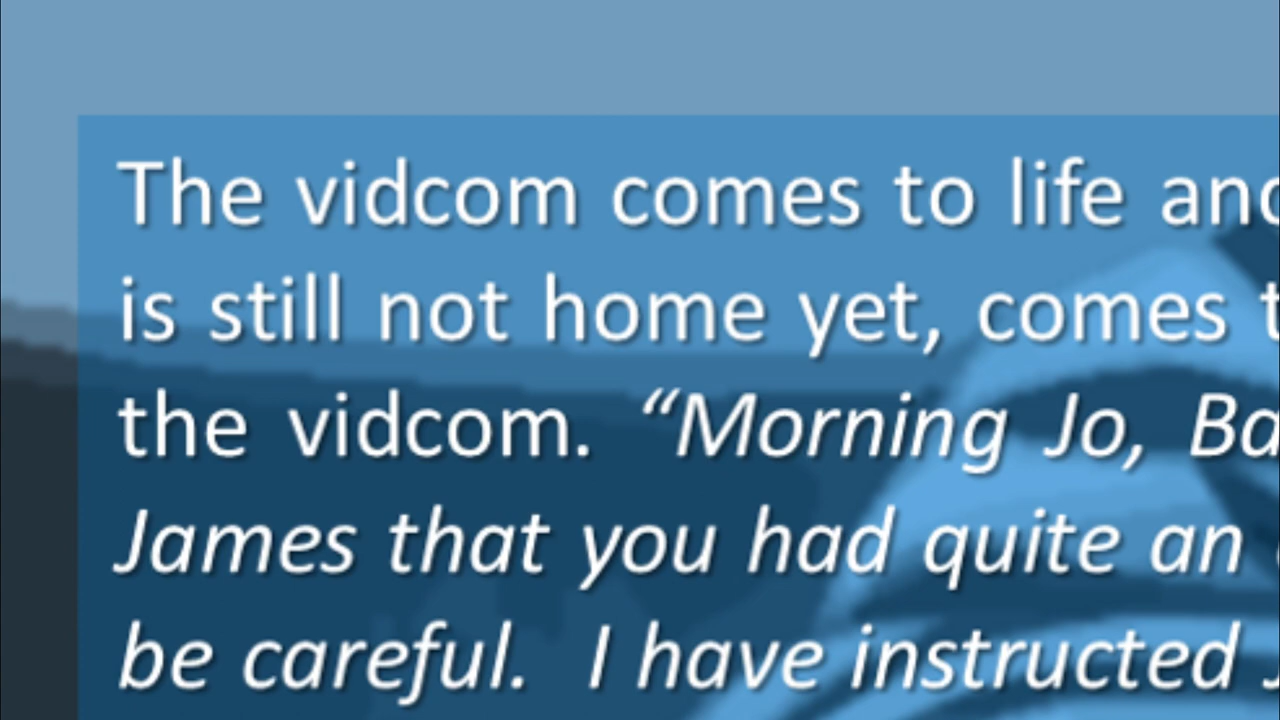 The vidcom comes to life and
is still not home yet, comes
the vidcom. “Morning Jo,
James that you had quite an
be careful. I have instructed